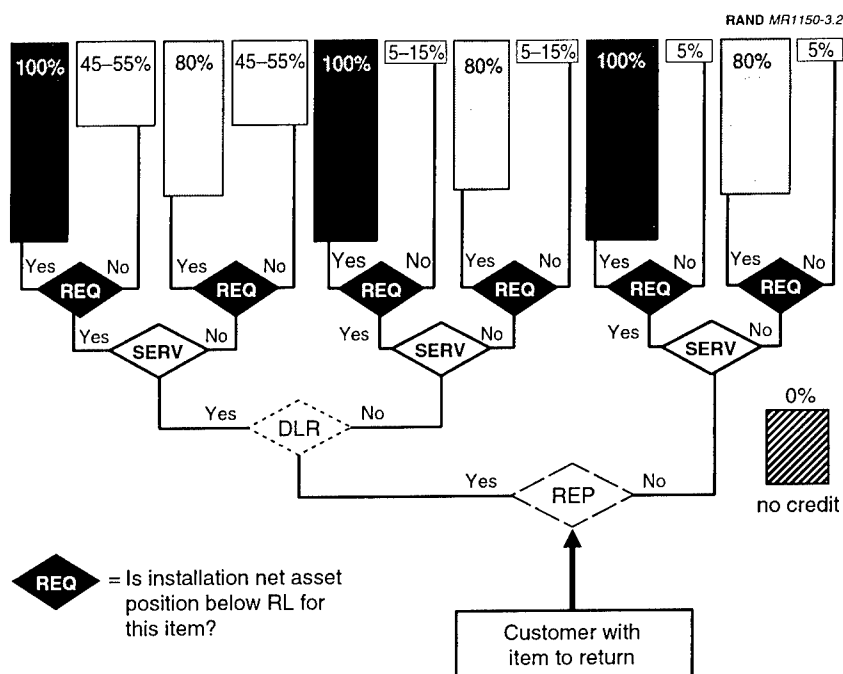 RAND MR1150-3.2
100% 45–55% 80% 45–55% 100% 5–15% 80% 5–15% 100% 5% 80% 5%
Yes No Yes No Yes No Yes No Yes No Yes No
REQ REQ REQ REQ REQ REQ
Yes No Yes No Yes No
SERV SERV SERV
Yes No
DLR
0%
Yes No
REP
no credit
REQ = Is installation net asset
position below RL for
this item?
Customer with
item to return